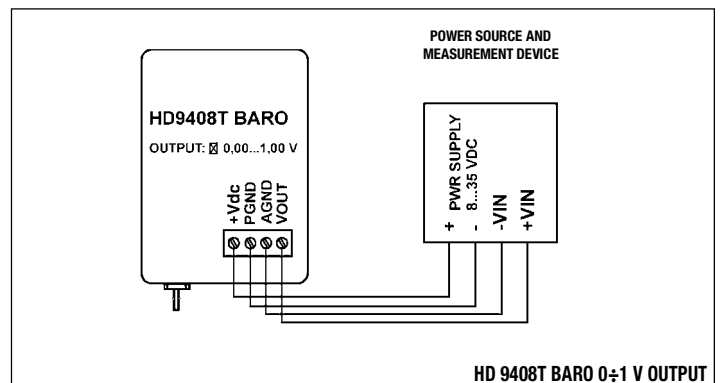 POWER SOURCE AND
MEASUREMENT DEVICE
HD9408T BARO
OUTPUT: ☒ 0,00...1,00 V
+Vdc
PGND
AGND
VOUT
+ PWR SUPPLY
- 8...35 VDC
-VIN
+VIN
HD 9408T BARO 0÷1 V OUTPUT